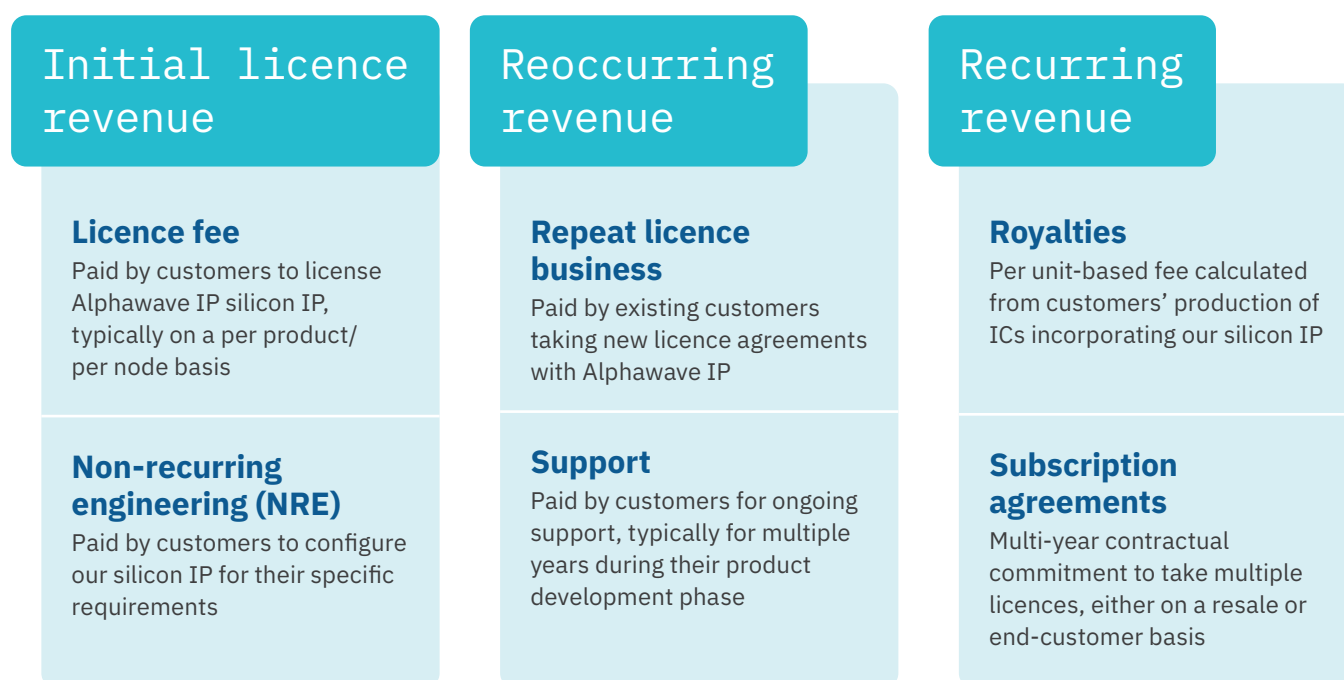 Initial licence
revenue
Licence fee
Paid by customers to license
Alphawave IP silicon IP,
typically on a per product/
per node basis
Non-recurring
engineering (NRE)
Paid by customers to configure
our silicon IP for their specific
requirements
Reoccurring
revenue
Repeat licence
business
Paid by existing customers
taking new licence agreements
with Alphawave IP
Support
Paid by customers for ongoing
support, typically for multiple
years during their product
development phase
Recurring
revenue
Royalties
Per unit-based fee calculated
from customers’ production of
ICs incorporating our silicon IP
Subscription
agreements
Multi-year contractual
commitment to take multiple
licences, either on a resale or
end-customer basis